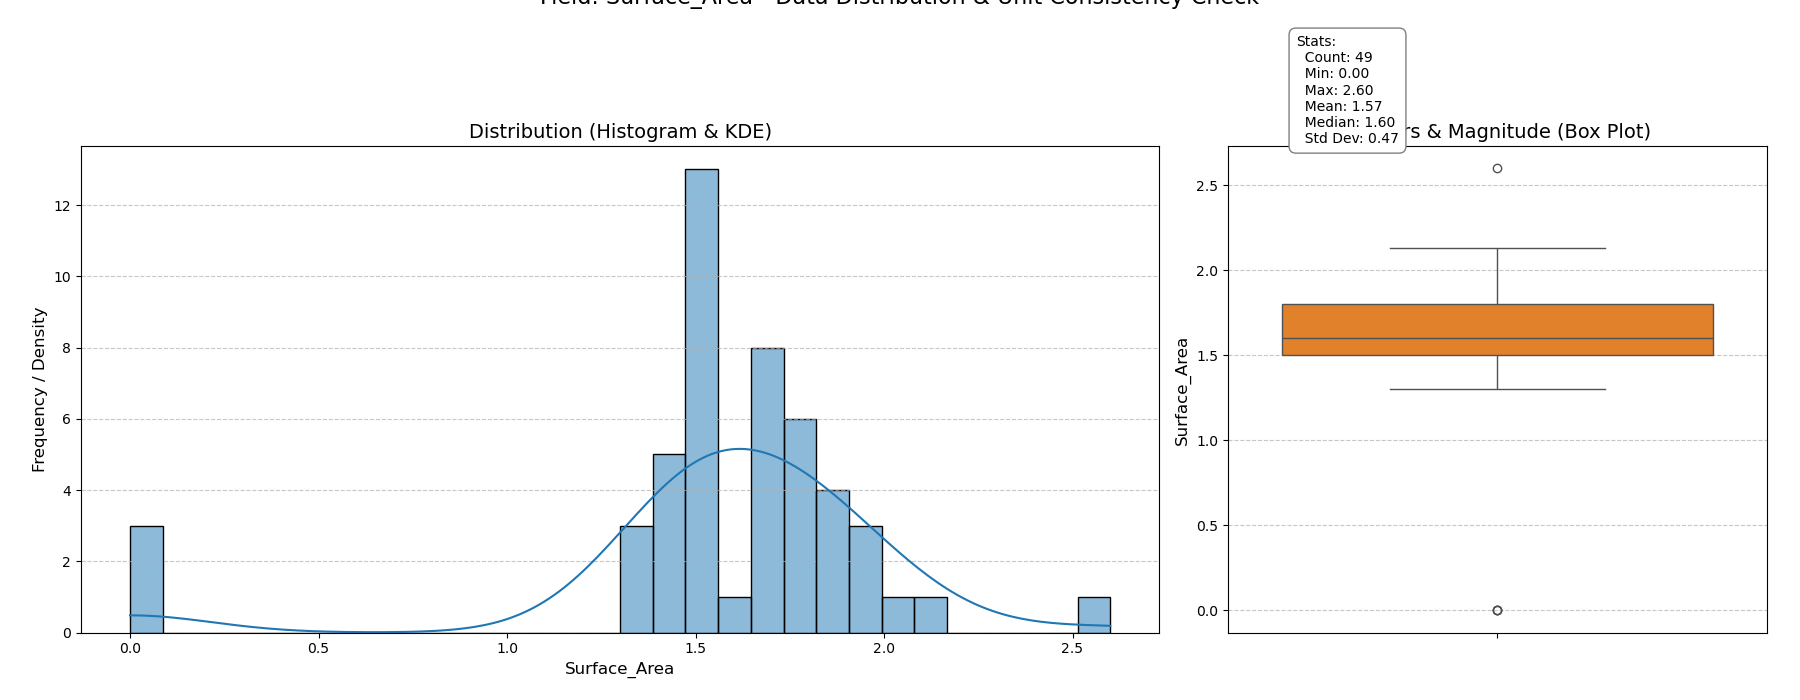 Field: Surface_Area - Data Distribution & Unit Consistency Check
Stats:
Count: 49
Min: 0.00
Max: 2.60
Mean: 1.57
Median: 1.60
Std Dev: 0.47
Distribution (Histogram & KDE)
12
10
8
6
4
2
0
Frequency / Density
0.0 0.5 1.0 1.5 2.0 2.5
Surface_Area
rs & Magnitude (Box Plot)
2.5
2.0
1.5
1.0
0.5
0.0
Surface_Area